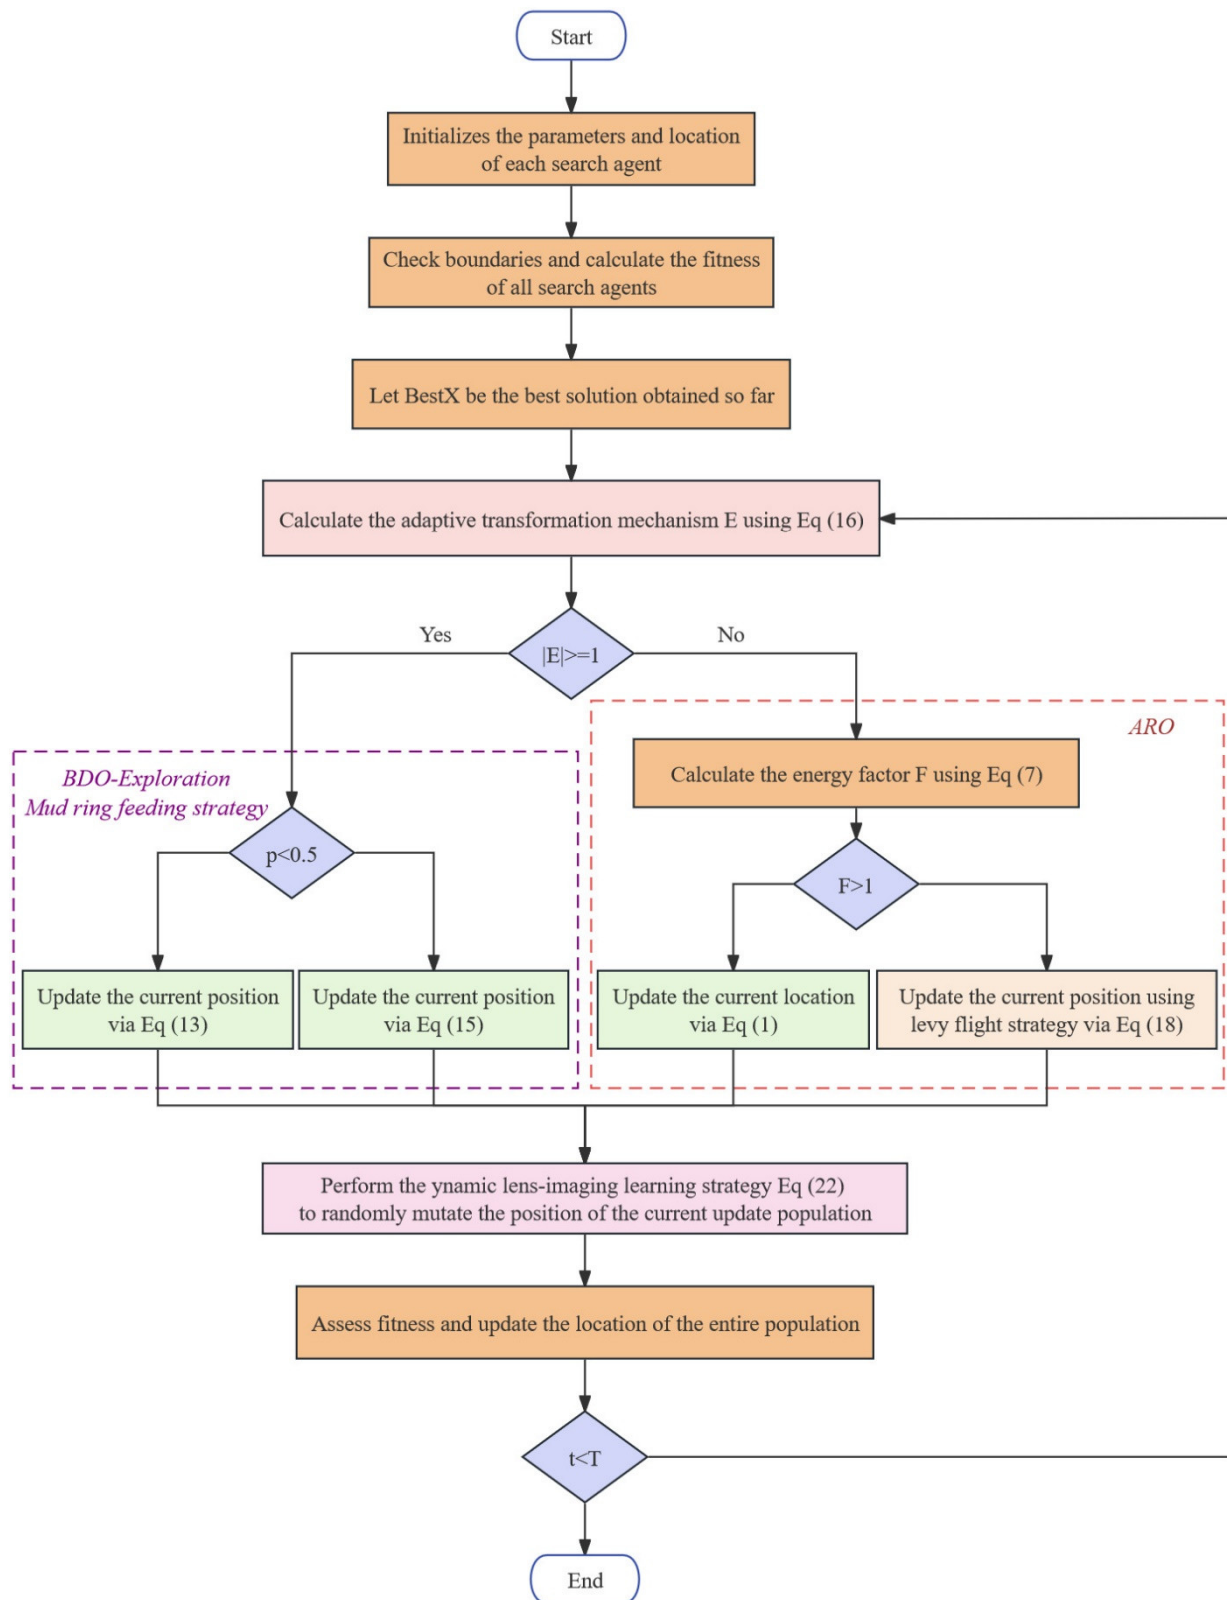 Start
Initializes the parameters and location
of each search agent
Check boundaries and calculate the fitness
of all search agents
Let BestX be the best solution obtained so far
Calculate the adaptive transformation mechanism E using Eq (16)
Yes
|E|>=1
No
BDO-Exploration
Mud ring feeding strategy
p<0.5
ARO
Calculate the energy factor F using Eq (7)
F>1
Update the current position
via Eq (13)
Update the current position
via Eq (15)
Update the current location
via Eq (1)
Update the current position using
levy flight strategy via Eq (18)
Perform the ynamic lens-imaging learning strategy Eq (22)
to randomly mutate the position of the current update population
Assess fitness and update the location of the entire population
t<T
End